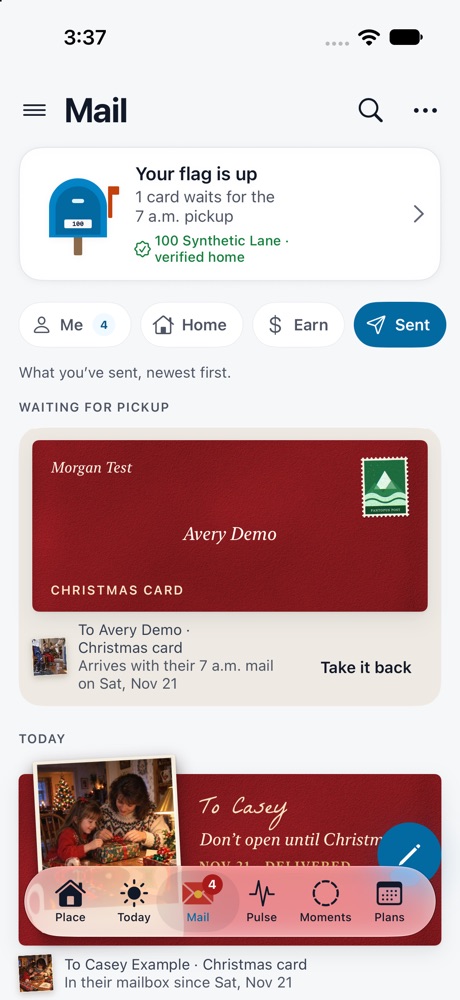 3:37
Mail
Your flag is up
1 card waits for the
7 a.m. pickup
100
100 Synthetic Lane ·
verified home
Me 4
Home
$ Earn
Sent
What you’ve sent, newest first.
WAITING FOR PICKUP
Morgan Test
Avery Demo
CHRISTMAS CARD
To Avery Demo ·
Christmas card
Arrives with their 7 a.m. mail
on Sat, Nov 21
Take it back
TODAY
To Casey
Don’t open until Christm
NOV 21 · DELIVERED
4
Place
Today
Mail
Pulse
Moments
Plans
To Casey Example · Christmas card
In their mailbox since Sat, Nov 21